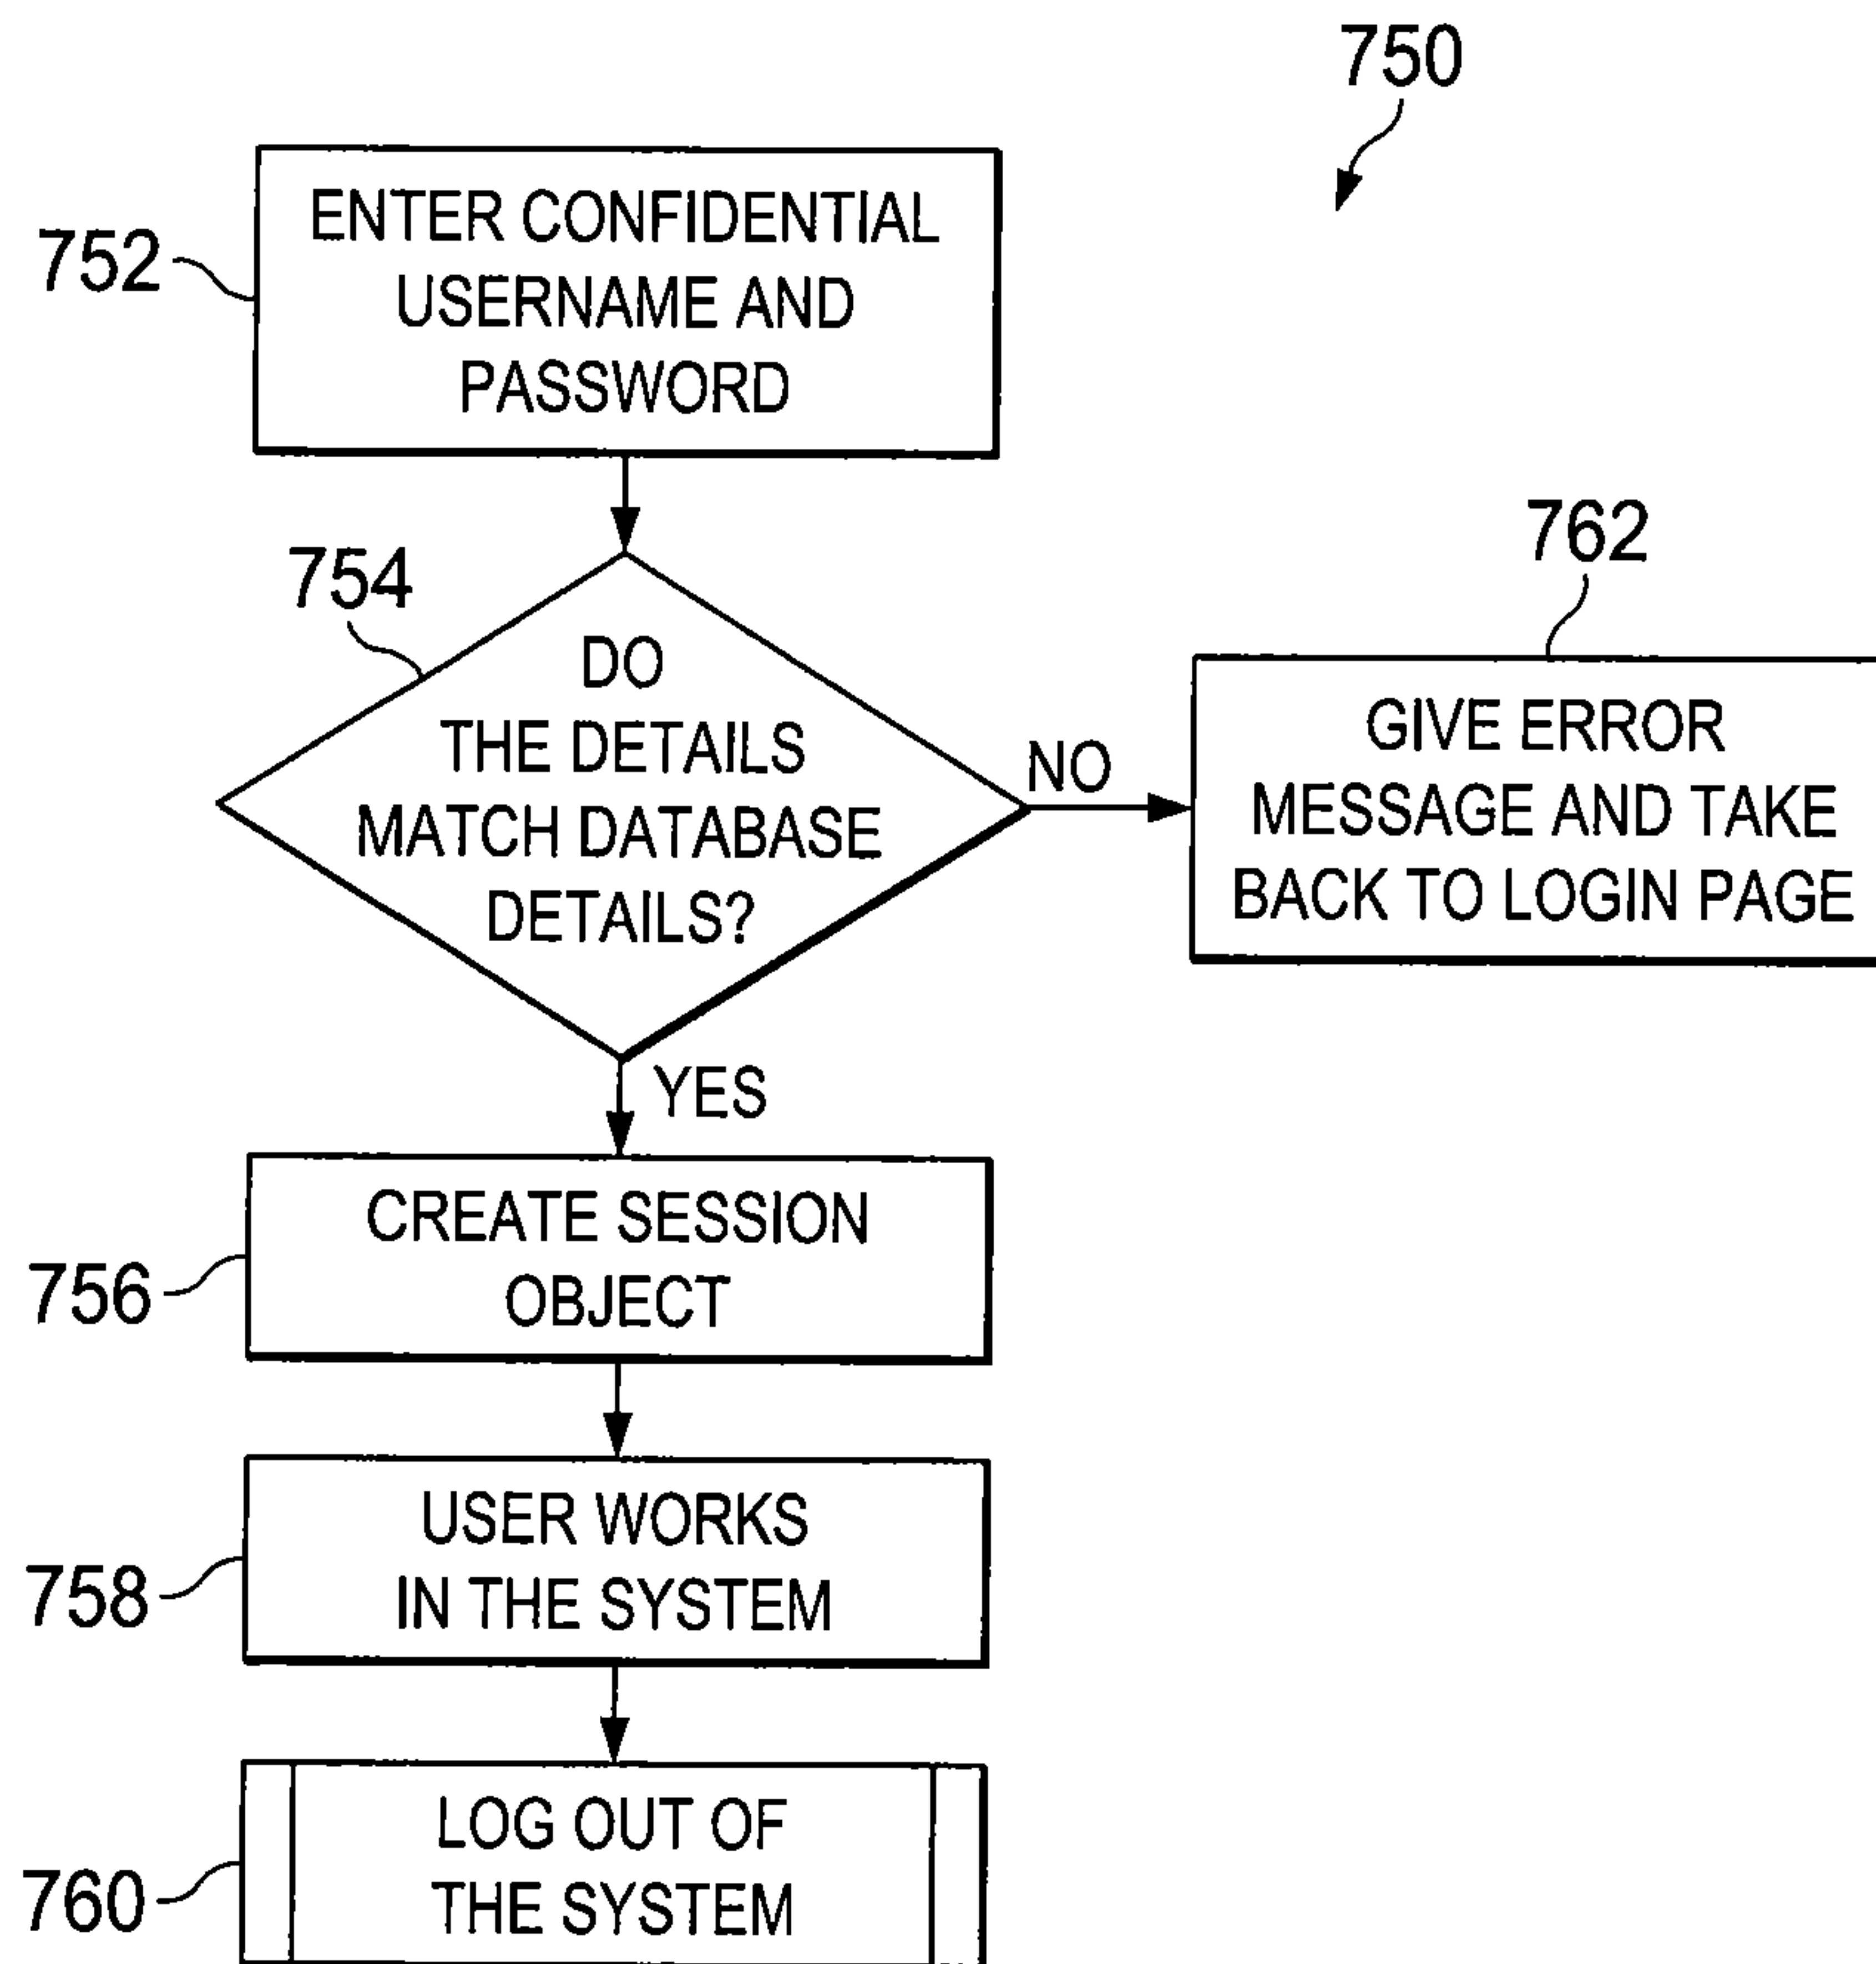 750
752
ENTER CONFIDENTIAL
USERNAME AND
PASSWORD
754
DO
THE DETAILS
MATCH DATABASE
DETAILS?
NO
762
GIVE ERROR
MESSAGE AND TAKE
BACK TO LOGIN PAGE
YES
756
CREATE SESSION
OBJECT
758
USER WORKS
IN THE SYSTEM
760
LOG OUT OF
THE SYSTEM